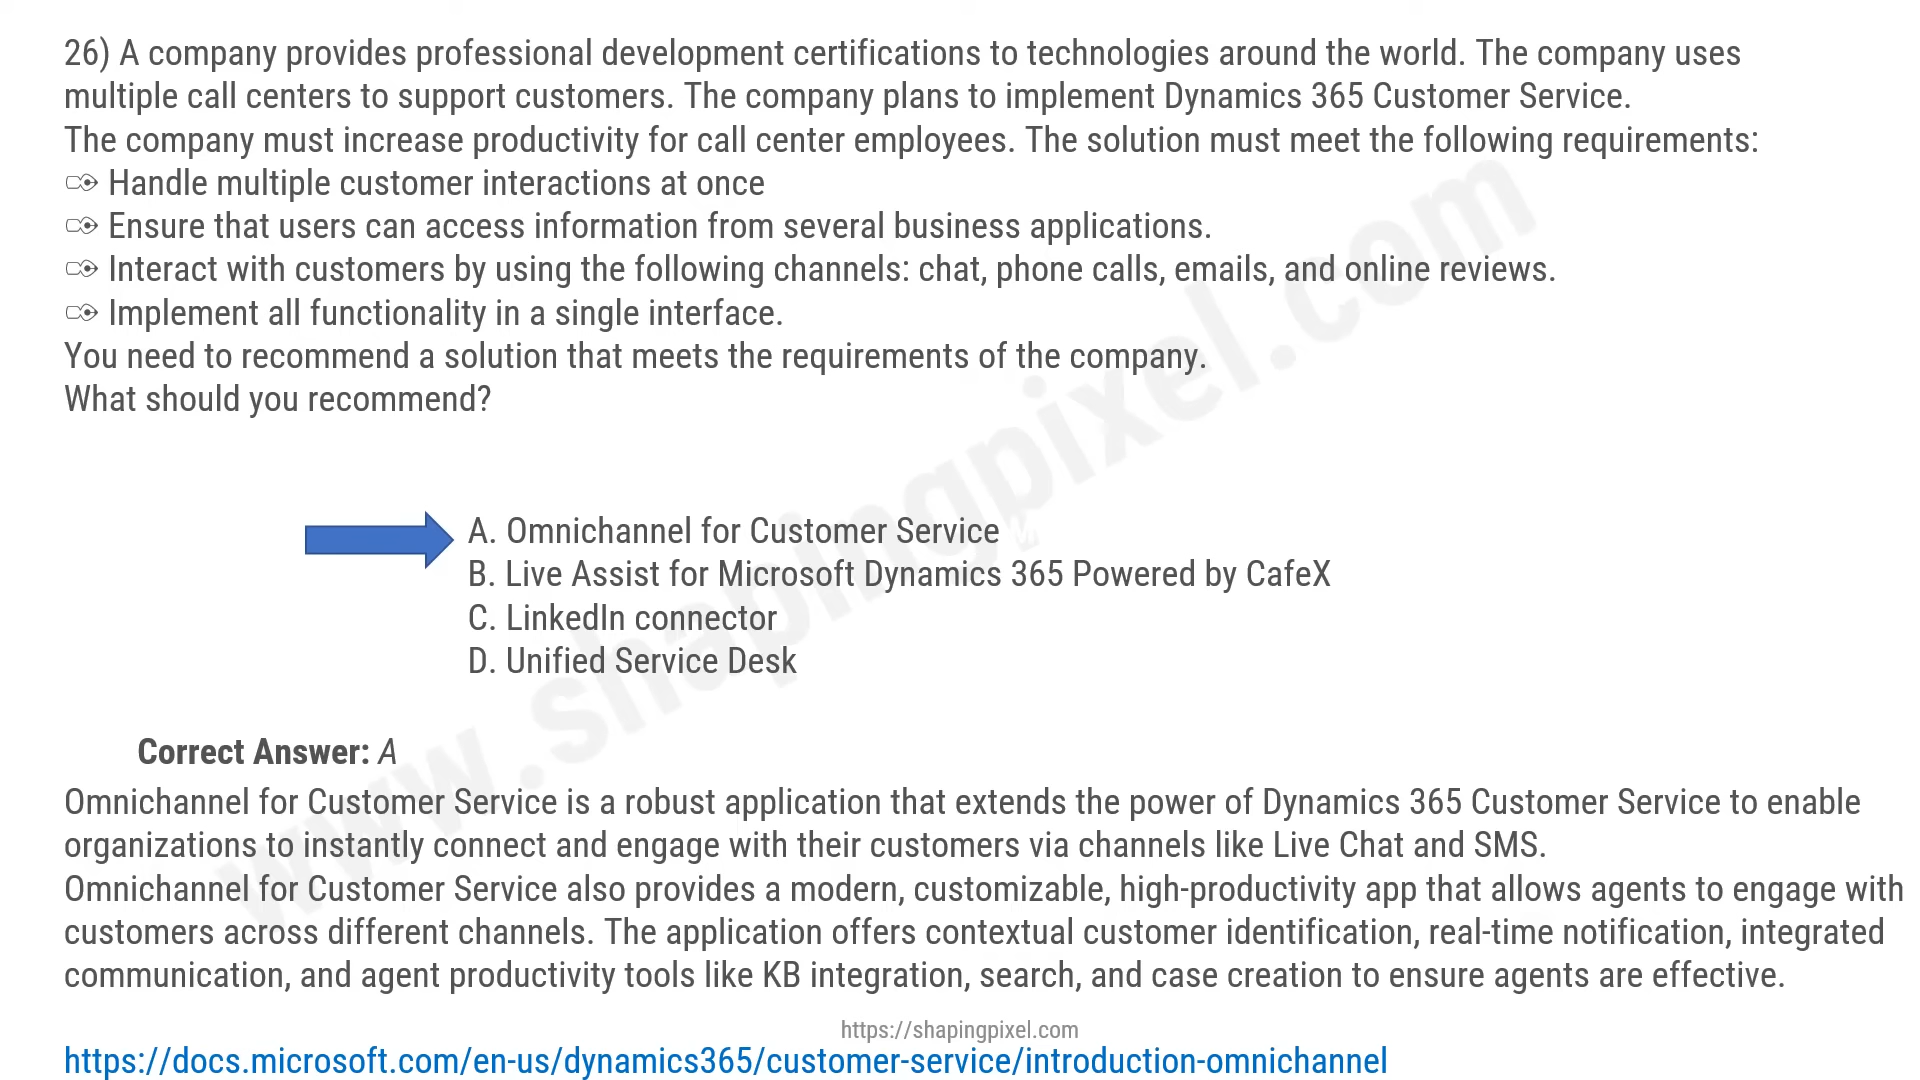 26) A company provides professional development certifications to technologies around the world. The company uses
multiple call centers to support customers. The company plans to implement Dynamics 365 Customer Service.
The company must increase productivity for call center employees. The solution must meet the following requirements:
Handle multiple customer interactions at once
Ensure that users can access information from several business applications.
Interact with customers by using the following channels: chat, phone calls, emails, and online reviews.
Implement all functionality in a single interface.
You need to recommend a solution that meets the requirements of the company.
What should you recommend?
A. Omnichannel for Customer Service
B. Live Assist for Microsoft Dynamics 365 Powered by CafeX
C. LinkedIn connector
D. Unified Service Desk
www.shapingpixel.com
Correct Answer: A
Omnichannel for Customer Service is a robust application that extends the power of Dynamics 365 Customer Service to enable
organizations to instantly connect and engage with their customers via channels like Live Chat and SMS.
Omnichannel for Customer Service also provides a modern, customizable, high-productivity app that allows agents to engage with
customers across different channels. The application offers contextual customer identification, real-time notification, integrated
communication, and agent productivity tools like KB integration, search, and case creation to ensure agents are effective.
https://shapingpixel.com
https://docs.microsoft.com/en-us/dynamics365/customer-service/introduction-omnichannel